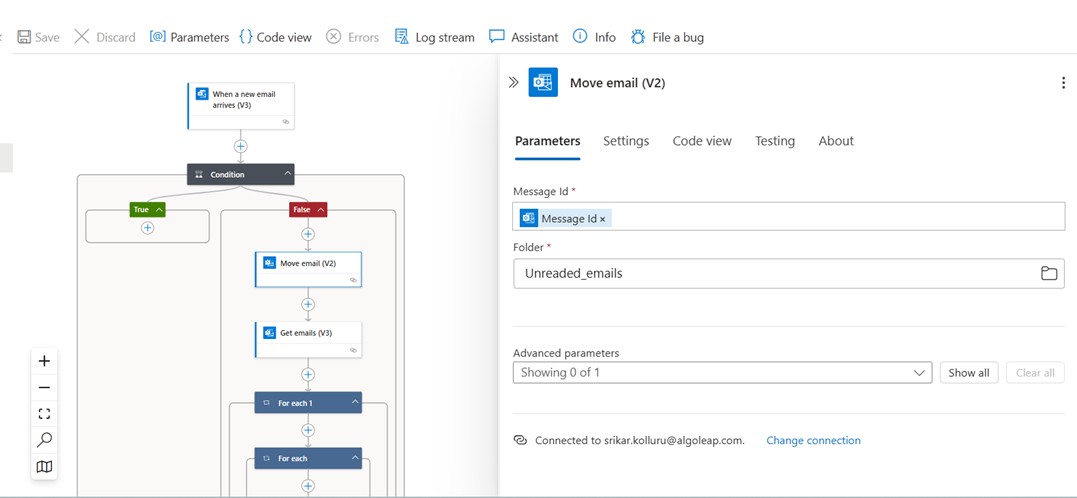 Save
Discard
[@] Parameters
{} Code view
Errors
Log stream
Assistant
Info
File a bug
When a new email
arrives (V3)
Condition
True
False
Move email (V2)
Get emails (V3)
For each 1
For each
Move email (V2)
Parameters
Settings
Code view
Testing
About
Message Id *
Message Id ×
Folder *
Unreaded_emails
Advanced parameters
Showing 0 of 1
Show all
Clear all
Connected to srikar.kolluru@algoleap.com.
Change connection